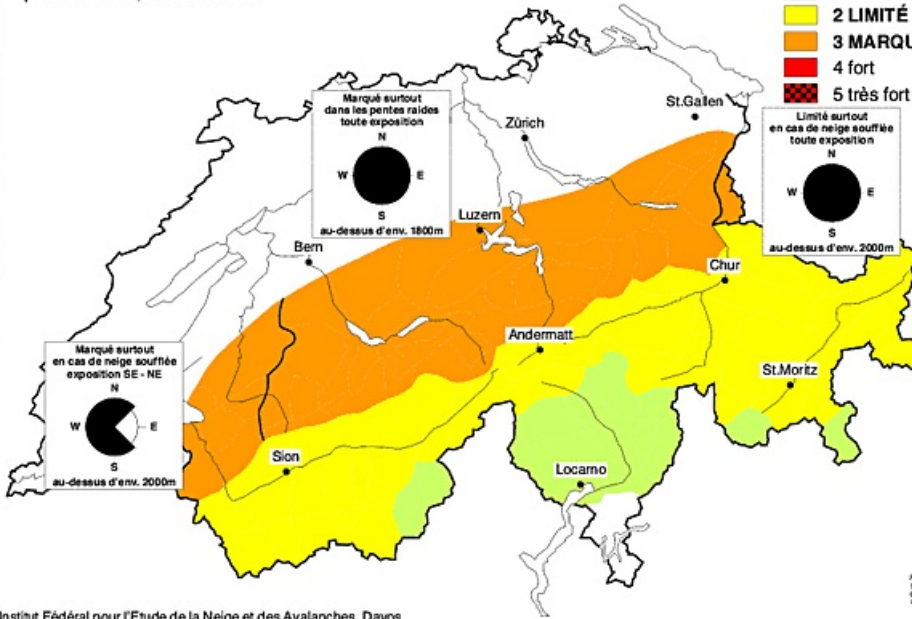 2 LIMITÉ
3 MARQU
4 fort
5 très fort
Marqué surtout
dans les pentes raides
toute exposition
N
W E
S
au-dessus d'env. 1800m
St.Gallen
Zürich
Limité surtout
en cas de neige soufflée
toute exposition
N
W E
S
au-dessus d'env. 2000m
Luzern
Bern
Chur
Andermatt
Marqué surtout
en cas de neige soufflée
exposition SE - NE
N
W E
S
au-dessus d'env. 2000m
St.Moritz
Sion
Locarno
Institut Fédéral pour l'Etude de la Neige et des Avalanches, Davos